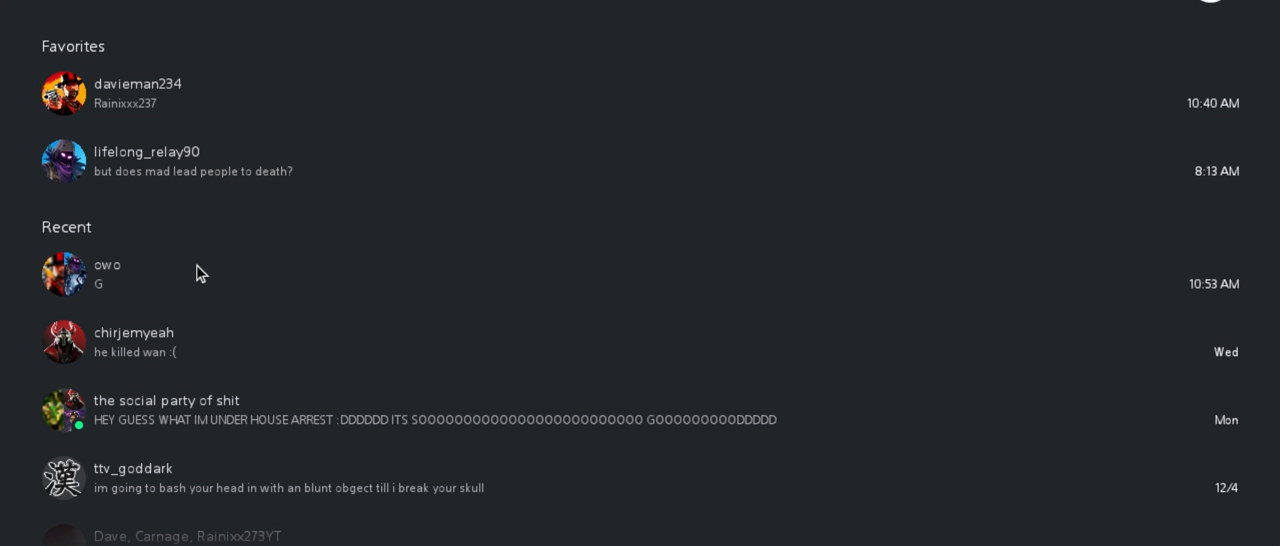 Favorites
davieman234
Rainixxx237
10:40 AM
lifelong_relay90
but does mad lead people to death?
8:13 AM
Recent
owo
G
10:53 AM
chirjemyeah
he killed wan :(
Wed
the social party of shit
HEY GUESS WHAT IM UNDER HOUSE ARREST :DDDDDD ITS SOOOOOOOOOOOOOOOOOOOOOOOOO GOOOOOOOOODDDDD
Mon
ttv_goddark
im going to bash your head in with an blunt obgect till i break your skull
12/4
Dave, Carnage, Rainixx273YT